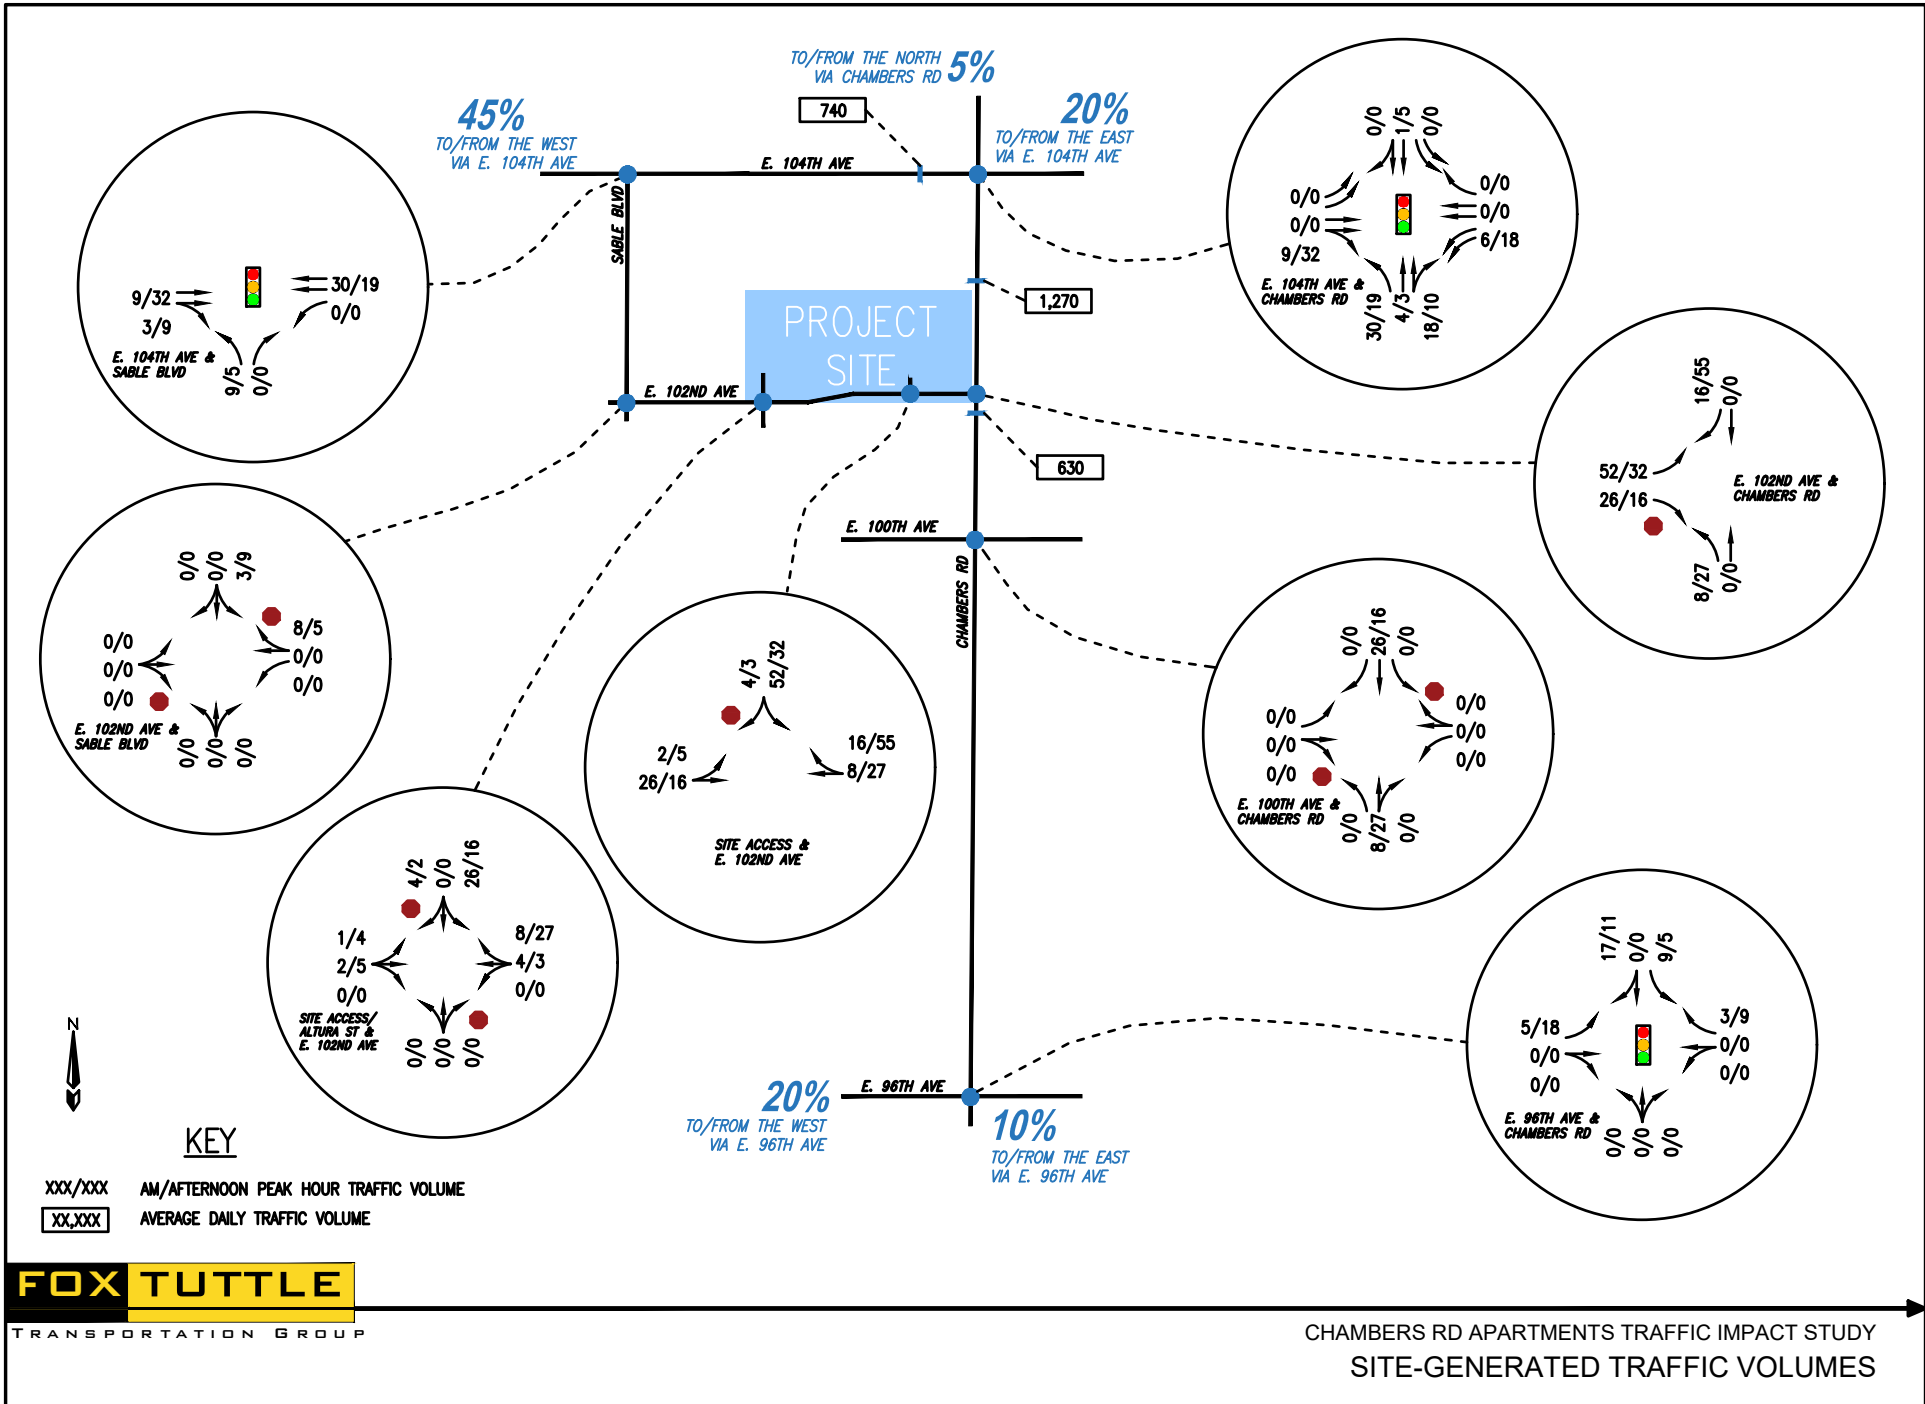 TO/FROM THE NORTH
VIA CHAMBERS RD
5%
740
45%
TO/FROM THE WEST
VIA E. 104TH AVE
20%
TO/FROM THE EAST
VIA E. 104TH AVE
E. 104TH AVE
SABLE BLVD
PROJECT
SITE
1,270
E. 102ND AVE
630
E. 100TH AVE
CHAMBERS RD
E. 96TH AVE
20%
TO/FROM THE WEST
VIA E. 96TH AVE
10%
TO/FROM THE EAST
VIA E. 96TH AVE
9/32
3/9
30/19
0/0
9/5
0/0
E. 104TH AVE &
SABLE BLVD
0/0
1/5
0/0
0/0
0/0
9/32
0/0
0/0
6/18
30/19
4/3
18/10
E. 104TH AVE &
CHAMBERS RD
16/55
0/0
52/32
26/16
8/27
0/0
E. 102ND AVE &
CHAMBERS RD
0/0
0/0
3/9
0/0
0/0
0/0
8/5
0/0
0/0
0/0
0/0
0/0
E. 102ND AVE &
SABLE BLVD
4/3
52/32
2/5
26/16
16/55
8/27
SITE ACCESS &
E. 102ND AVE
0/0
26/16
0/0
0/0
0/0
0/0
0/0
0/0
0/0
0/0
8/27
0/0
E. 100TH AVE &
CHAMBERS RD
4/2
0/0
26/16
1/4
2/5
0/0
8/27
4/3
0/0
0/0
0/0
0/0
SITE ACCESS/
ALTURA ST &
E. 102ND AVE
17/11
0/0
9/5
5/18
0/0
0/0
3/9
0/0
0/0
0/0
0/0
0/0
E. 96TH AVE &
CHAMBERS RD
N
KEY
XXX/XXX AM/AFTERNOON PEAK HOUR TRAFFIC VOLUME
XX,XXX AVERAGE DAILY TRAFFIC VOLUME
FOX TUTTLE
TRANSPORTATION GROUP
CHAMBERS RD APARTMENTS TRAFFIC IMPACT STUDY
SITE-GENERATED TRAFFIC VOLUMES